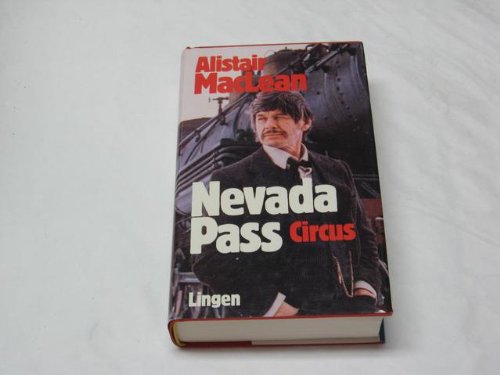 Alistair
MacLean
Nevada
Pass Circus
Lingen